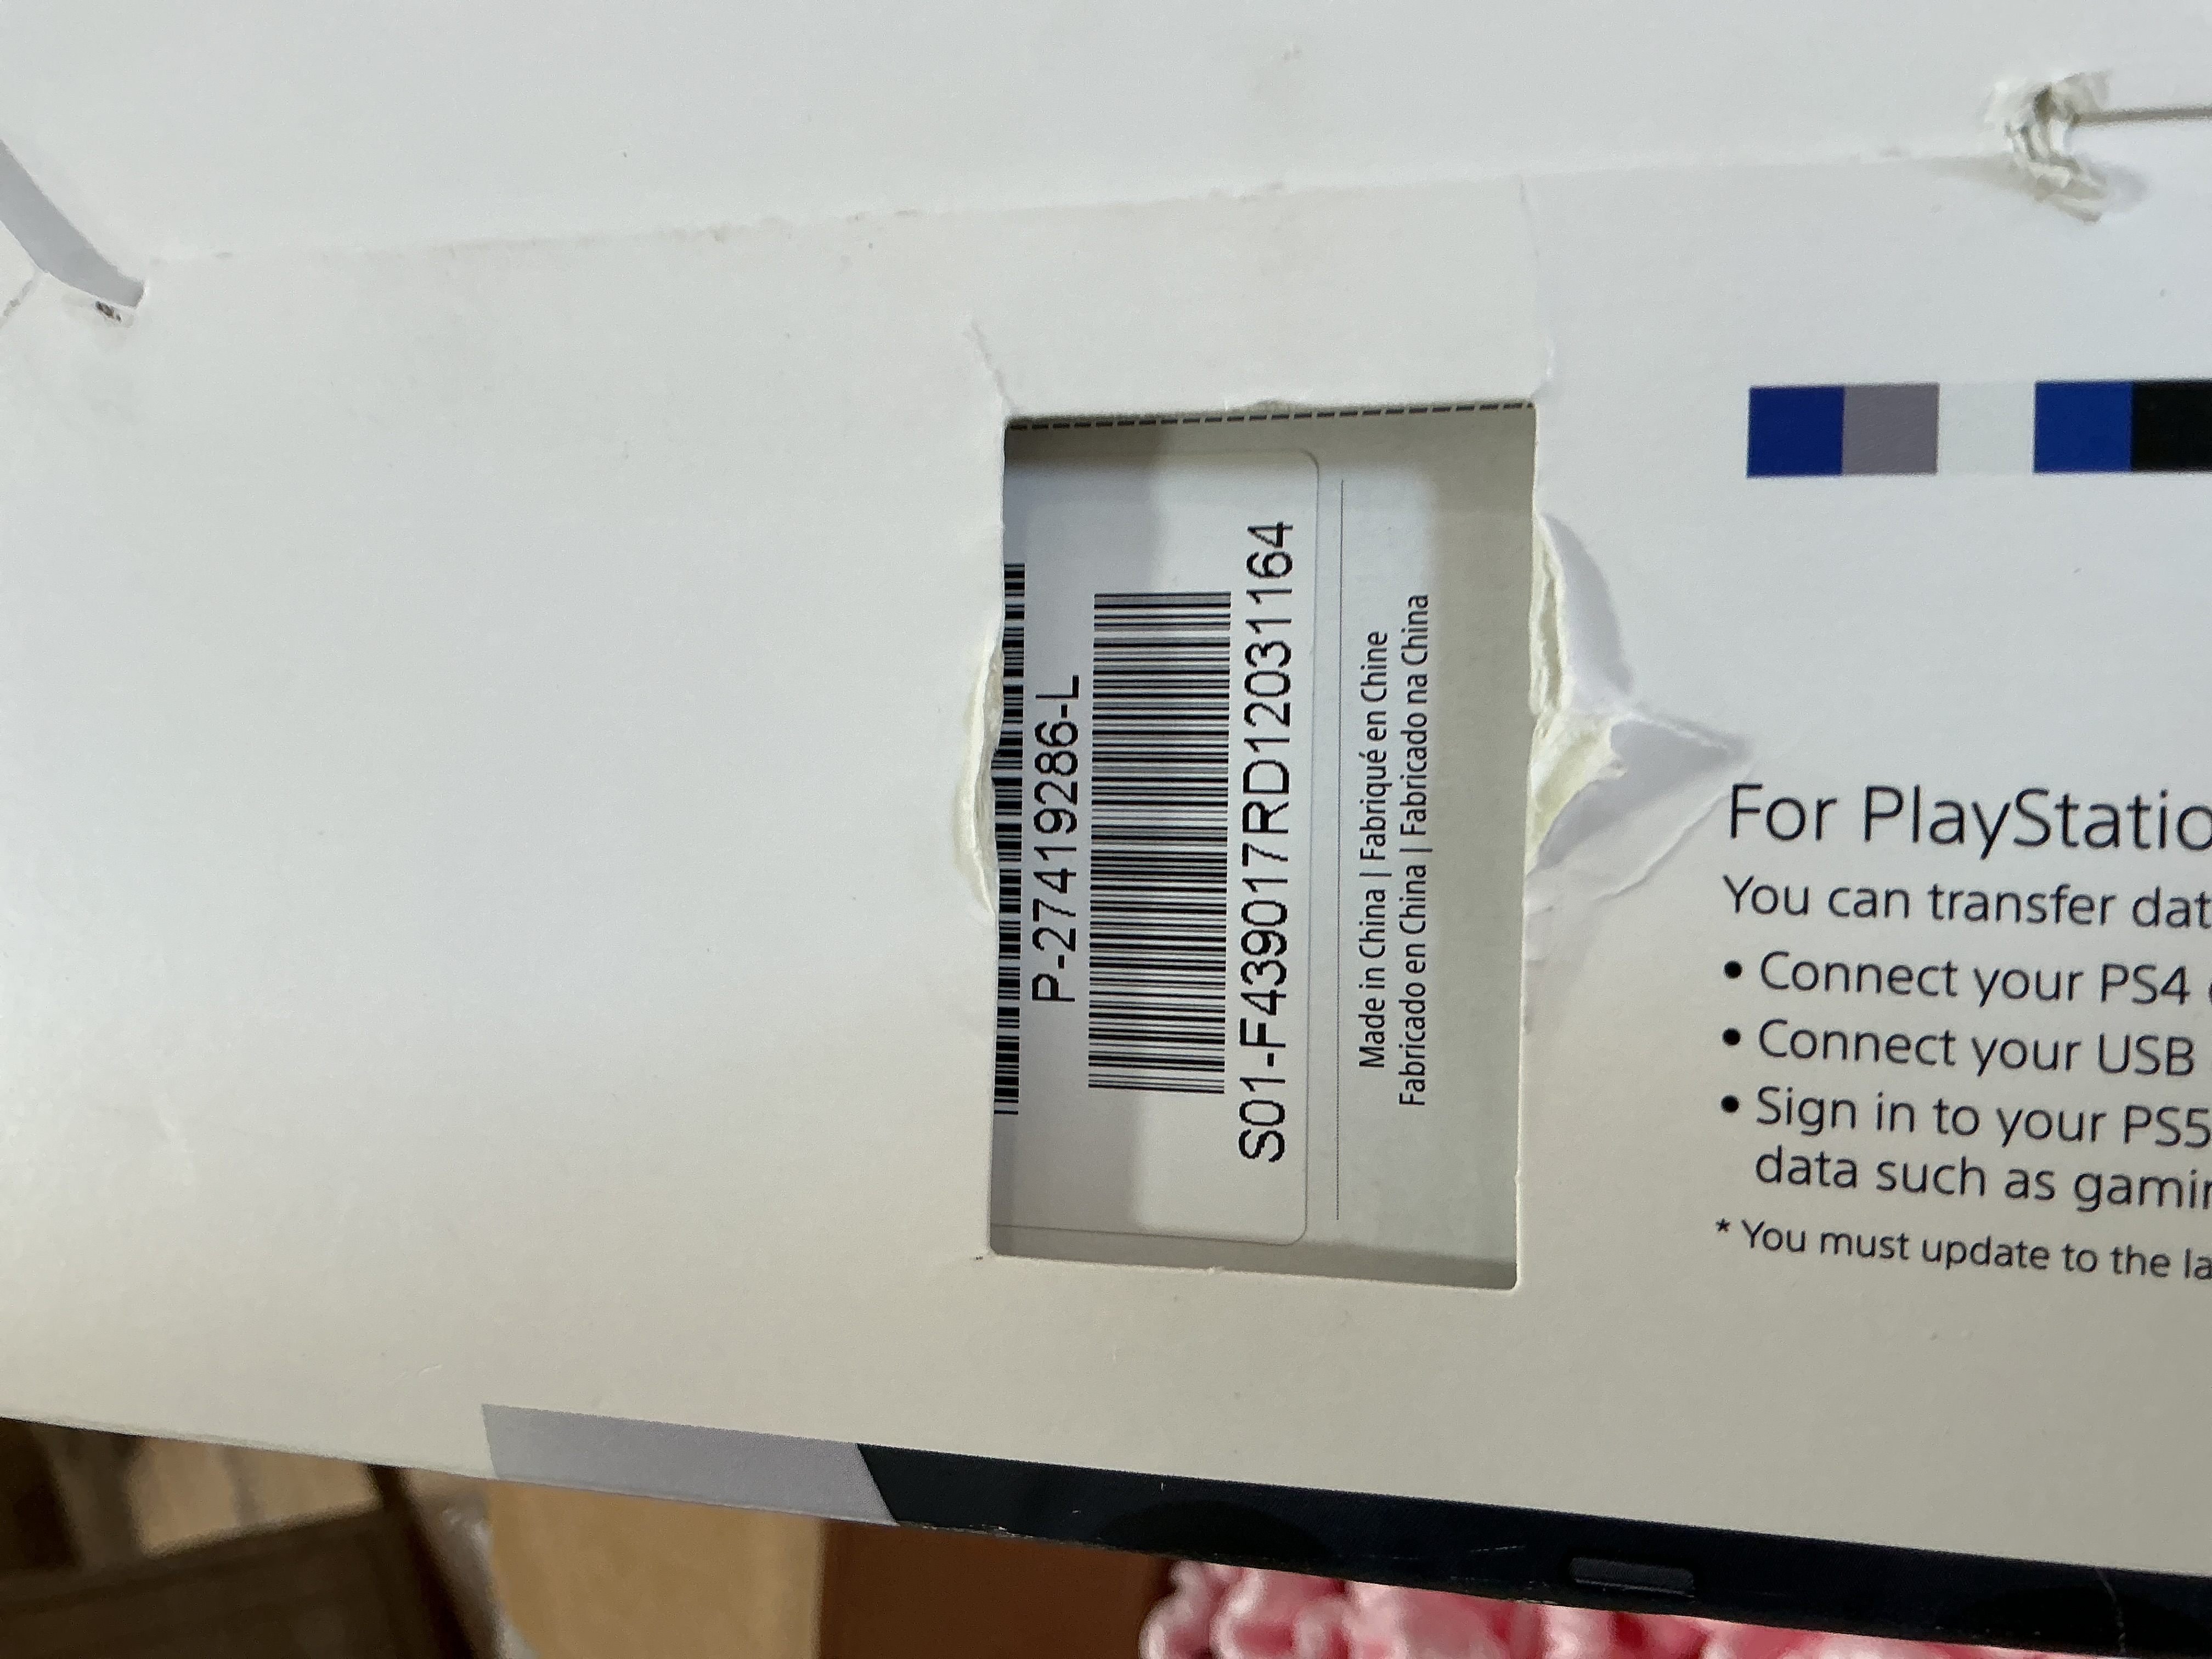 P-27419286-L
S01-F439017RD12031164
Made in China | Fabriqué en Chine
Fabricado en China | Fabricado na China
For PlayStatio
You can transfer dat
• Connect your PS4
• Connect your USB
• Sign in to your PS5
data such as gamin
* You must update to the la